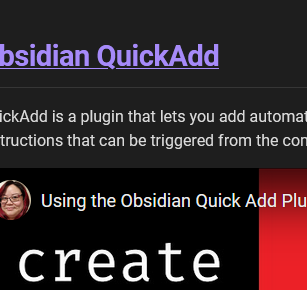 bsidian QuickAdd
ickAdd is a plugin that lets you add automat
tructions that can be triggered from the con
Using the Obsidian Quick Add Plu
create